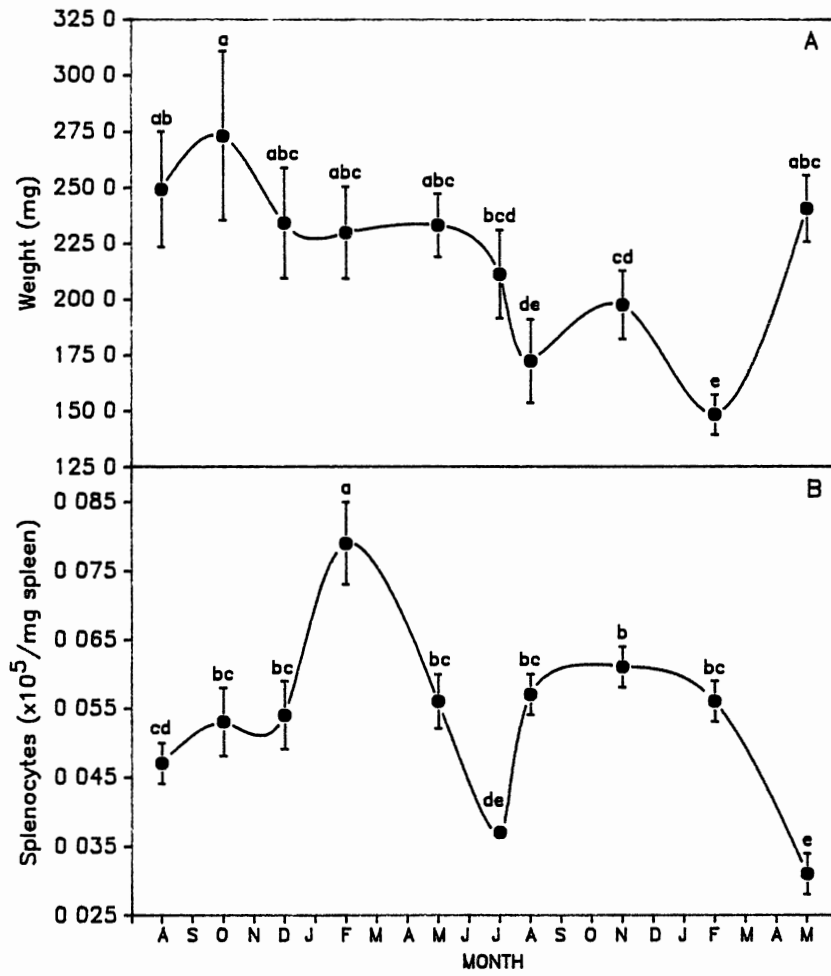 A
325 0
300 0
275 0
250 0
225 0
200 0
175 0
150 0
125 0
Weight (mg)
ab
a
abc
abc
abc
bcd
de
cd
e
abc
B
0 085
0 075
0 065
0 055
0 045
0 035
0 025
Splenocytes (x10⁵/mg spleen)
cd
bc
bc
a
bc
de
bc
b
bc
e
A S O N D J F M A M J J A S O N D J F M A M
MONTH